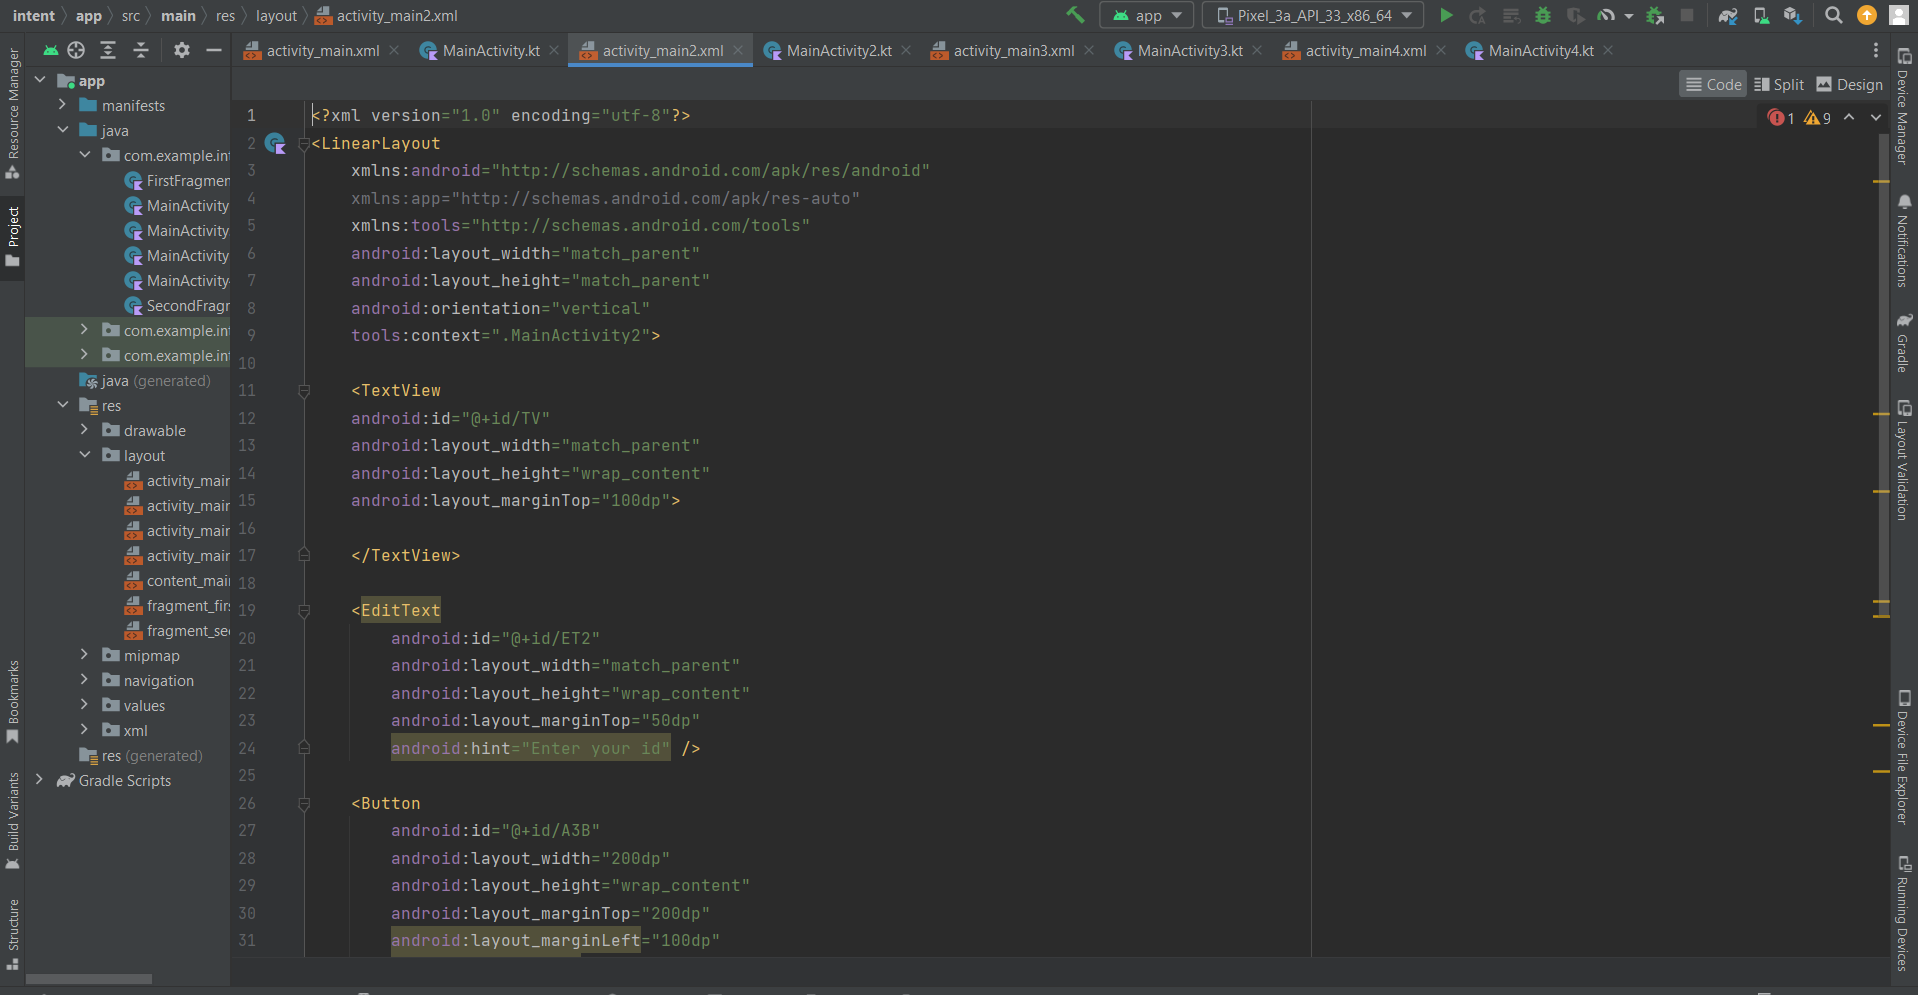 intent app src main res layout activity_main2.xml
app
Pixel_3a_API_33_x86_64
activity_main.xml
MainActivity.kt
activity_main2.xml
MainActivity2.kt
activity_main3.xml
MainActivity3.kt
activity_main4.xml
MainActivity4.kt
Code
Split
Design
Resource Manager
Project
Bookmarks
Build Variants
Structure
app
manifests
java
com.example.int
FirstFragmen
MainActivity
MainActivity
MainActivity
MainActivity
SecondFragr
com.example.int
com.example.int
java (generated)
res
drawable
layout
activity_mair
activity_mair
activity_mair
activity_mair
content_mai
fragment_firs
fragment_sec
mipmap
navigation
values
xml
res (generated)
Gradle Scripts
1 <?xml version="1.0" encoding="utf-8"?>
2 <LinearLayout
3 xmlns:android="http://schemas.android.com/apk/res/android"
4 xmlns:app="http://schemas.android.com/apk/res-auto"
5 xmlns:tools="http://schemas.android.com/tools"
6 android:layout_width="match_parent"
7 android:layout_height="match_parent"
8 android:orientation="vertical"
9 tools:context=".MainActivity2">
10
11 <TextView
12 android:id="@+id/TV"
13 android:layout_width="match_parent"
14 android:layout_height="wrap_content"
15 android:layout_marginTop="100dp">
16
17 </TextView>
18
19 <EditText
20 android:id="@+id/ET2"
21 android:layout_width="match_parent"
22 android:layout_height="wrap_content"
23 android:layout_marginTop="50dp"
24 android:hint="Enter your id" />
25
26 <Button
27 android:id="@+id/A3B"
28 android:layout_width="200dp"
29 android:layout_height="wrap_content"
30 android:layout_marginTop="200dp"
31 android:layout_marginLeft="100dp"
1 9
Device Manager
Notifications
Gradle
Layout Validation
Device File Explorer
Running Devices